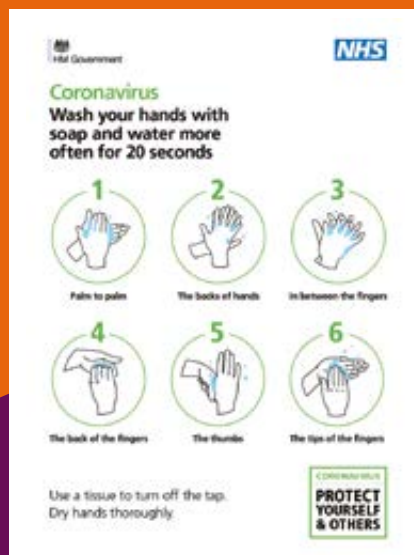 HM Government
NHS
Coronavirus
Wash your hands with
soap and water more
often for 20 seconds
1
2
3
Palm to palm
The backs of hands
In between the fingers
4
5
6
The back of the fingers
The thumbs
The tips of the fingers
Use a tissue to turn off the tap.
Dry hands thoroughly.
CORONAVIRUS
PROTECT
YOURSELF
& OTHERS